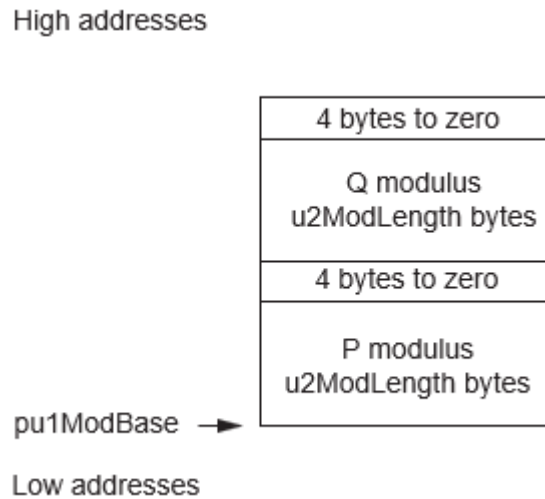 High addresses
4 bytes to zero
Q modulus
u2ModLength bytes
4 bytes to zero
P modulus
u2ModLength bytes
pu1ModBase
Low addresses